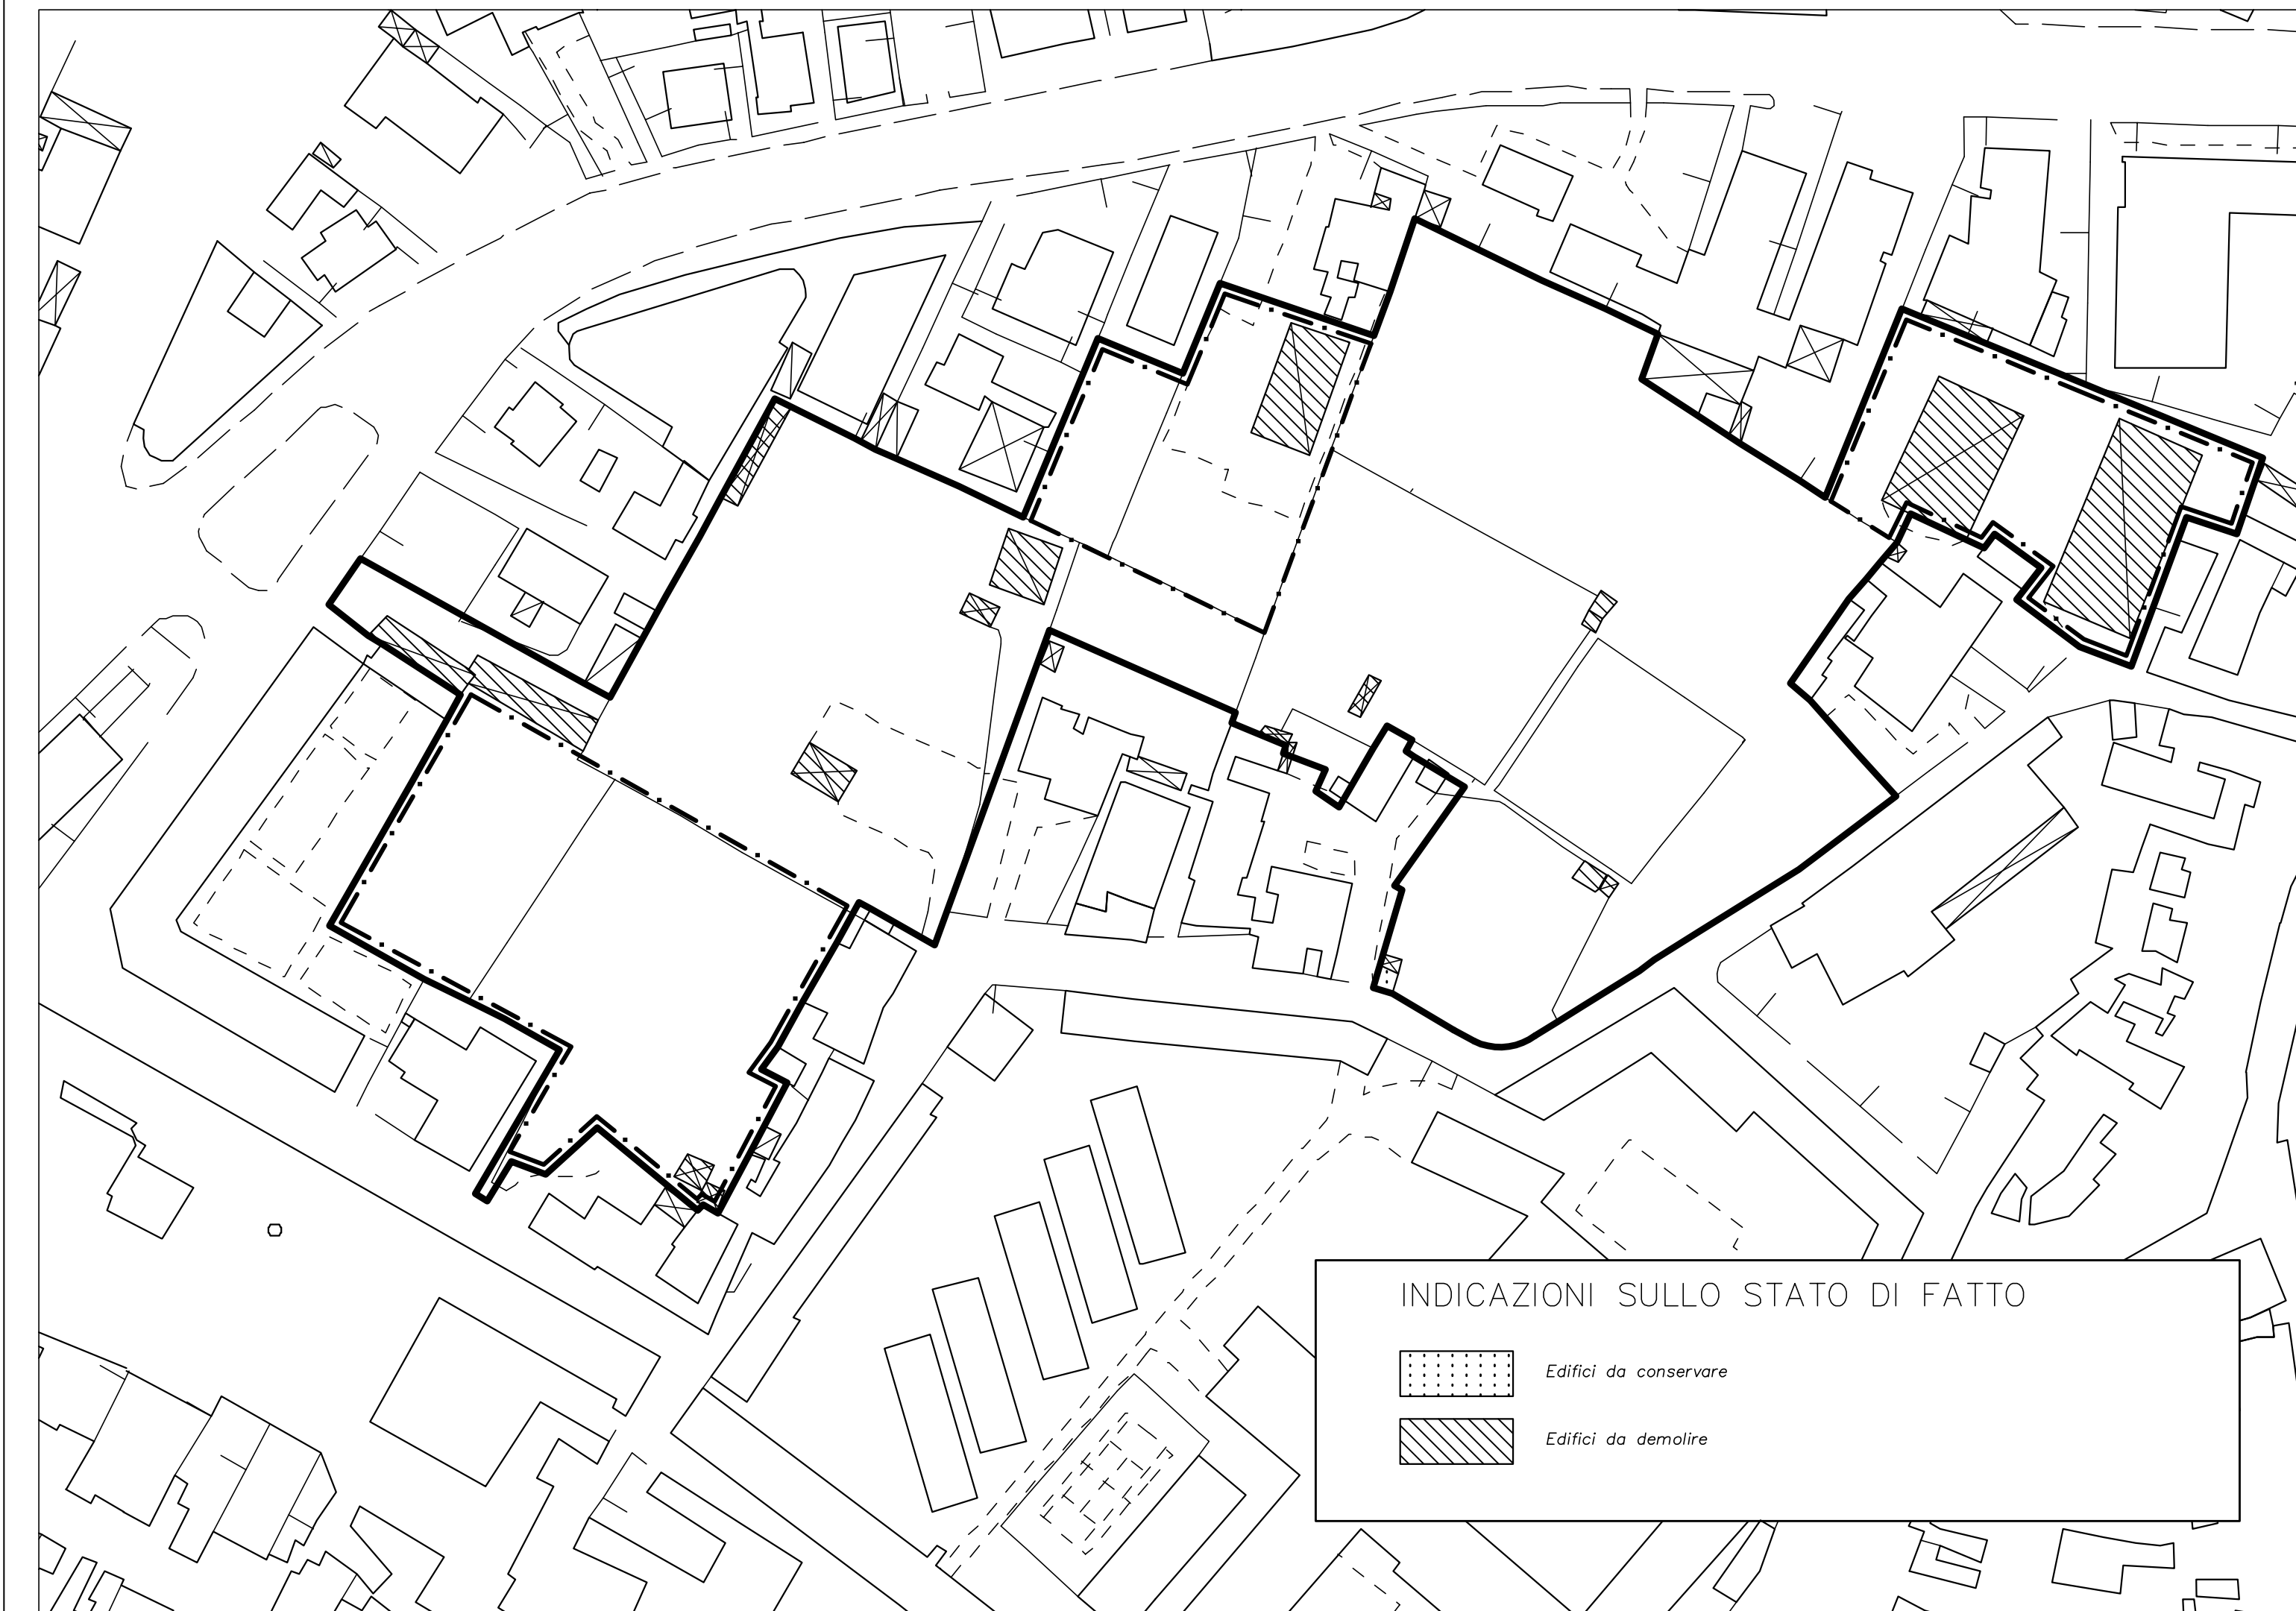 INDICAZIONI SULLO STATO DI FATTO
Edifici da conservare
Edifici da demolire